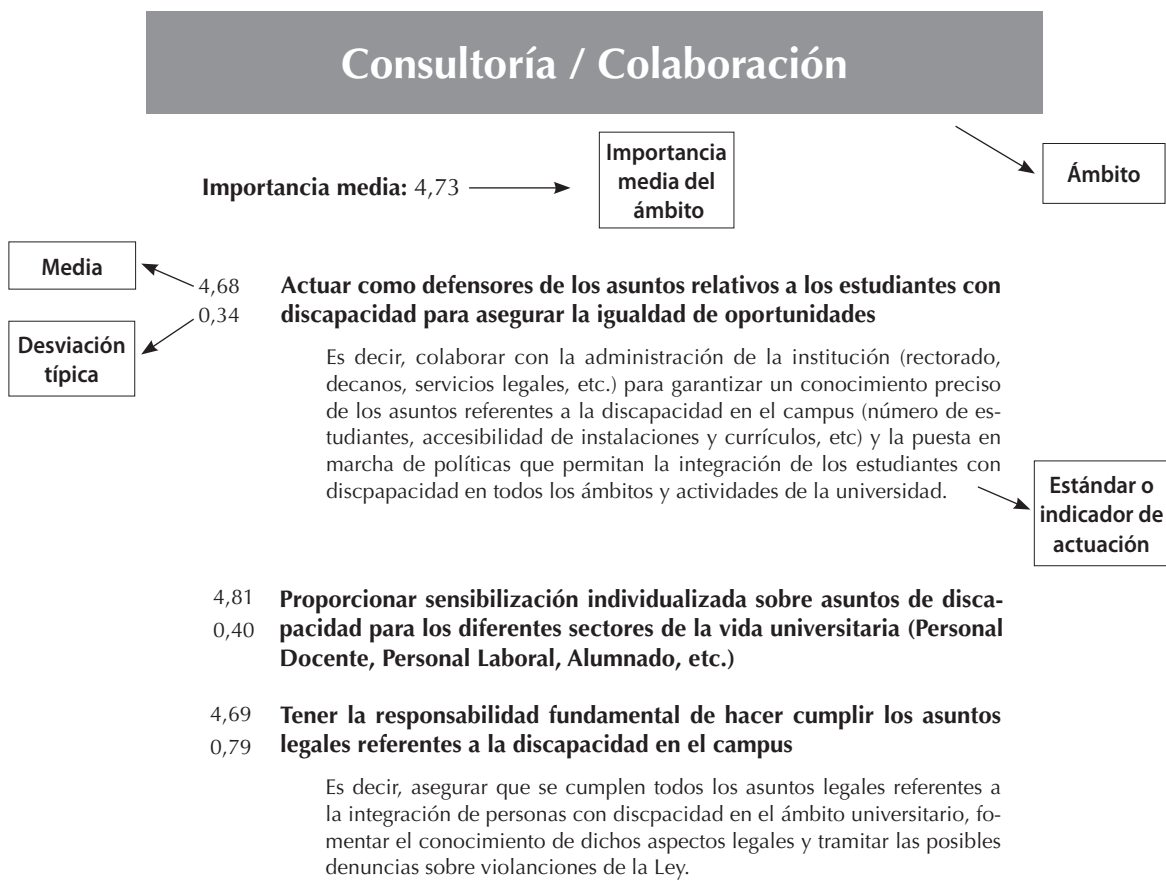 Consultoría / Colaboración
Importancia media: 4,73
Importancia
media del
ámbito
Ámbito
Media
Desviación
típica
4,68
0,34
Actuar como defensores de los asuntos relativos a los estudiantes con
discapacidad para asegurar la igualdad de oportunidades
Es decir, colaborar con la administración de la institución (rectorado,
decanos, servicios legales, etc.) para garantizar un conocimiento preciso
de los asuntos referentes a la discapacidad en el campus (número de es-
tudiantes, accesibilidad de instalaciones y currículos, etc) y la puesta en
marcha de políticas que permitan la integración de los estudiantes con
discpapacidad en todos los ámbitos y actividades de la universidad.
Estándar o
indicador de
actuación
4,81
0,40
Proporcionar sensibilización individualizada sobre asuntos de disca-
pacidad para los diferentes sectores de la vida universitaria (Personal
Docente, Personal Laboral, Alumnado, etc.)
4,69
0,79
Tener la responsabilidad fundamental de hacer cumplir los asuntos
legales referentes a la discapacidad en el campus
Es decir, asegurar que se cumplen todos los asuntos legales referentes a
la integración de personas con discpacidad en el ámbito universitario, fo-
mentar el conocimiento de dichos aspectos legales y tramitar las posibles
denuncias sobre violanciones de la Ley.